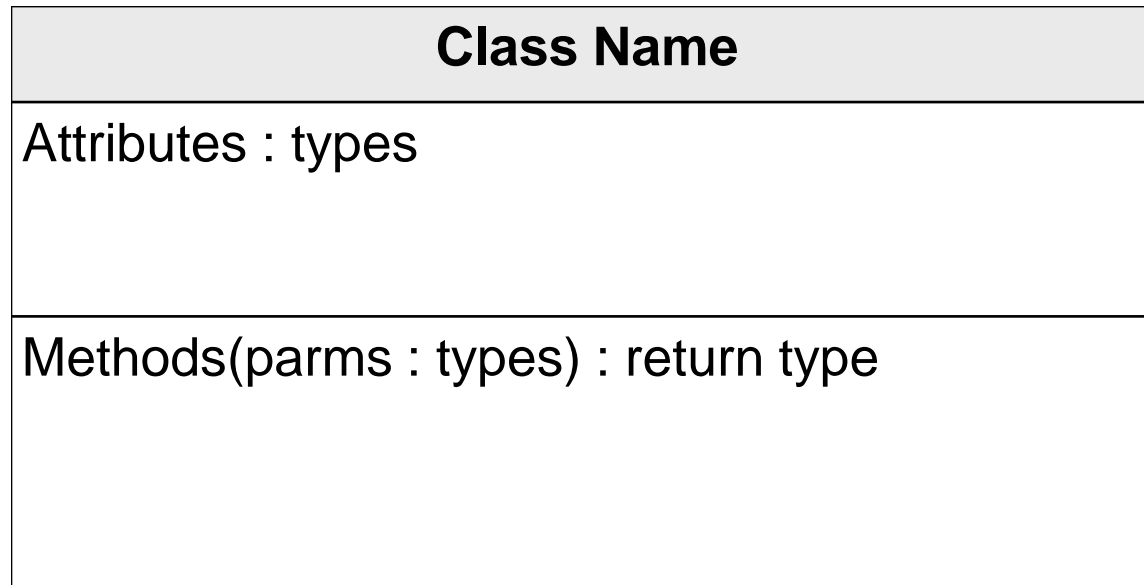 Class Name
Attributes : types
Methods(parms : types) : return type